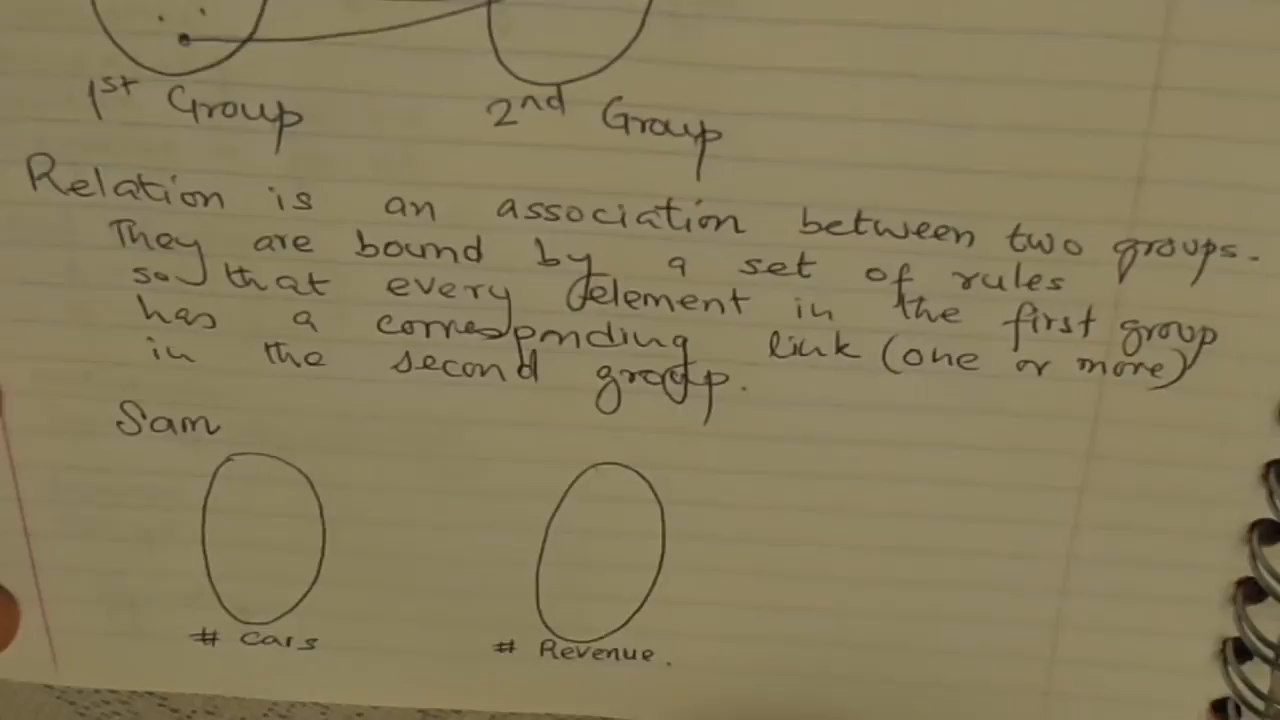 1st Group 2nd Group
Relation is an association between two groups.
They are bound by a set of rules
so that every element in the first group
has a corresponding link (one or more)
in the second group.
Sam
# Cars # Revenue.